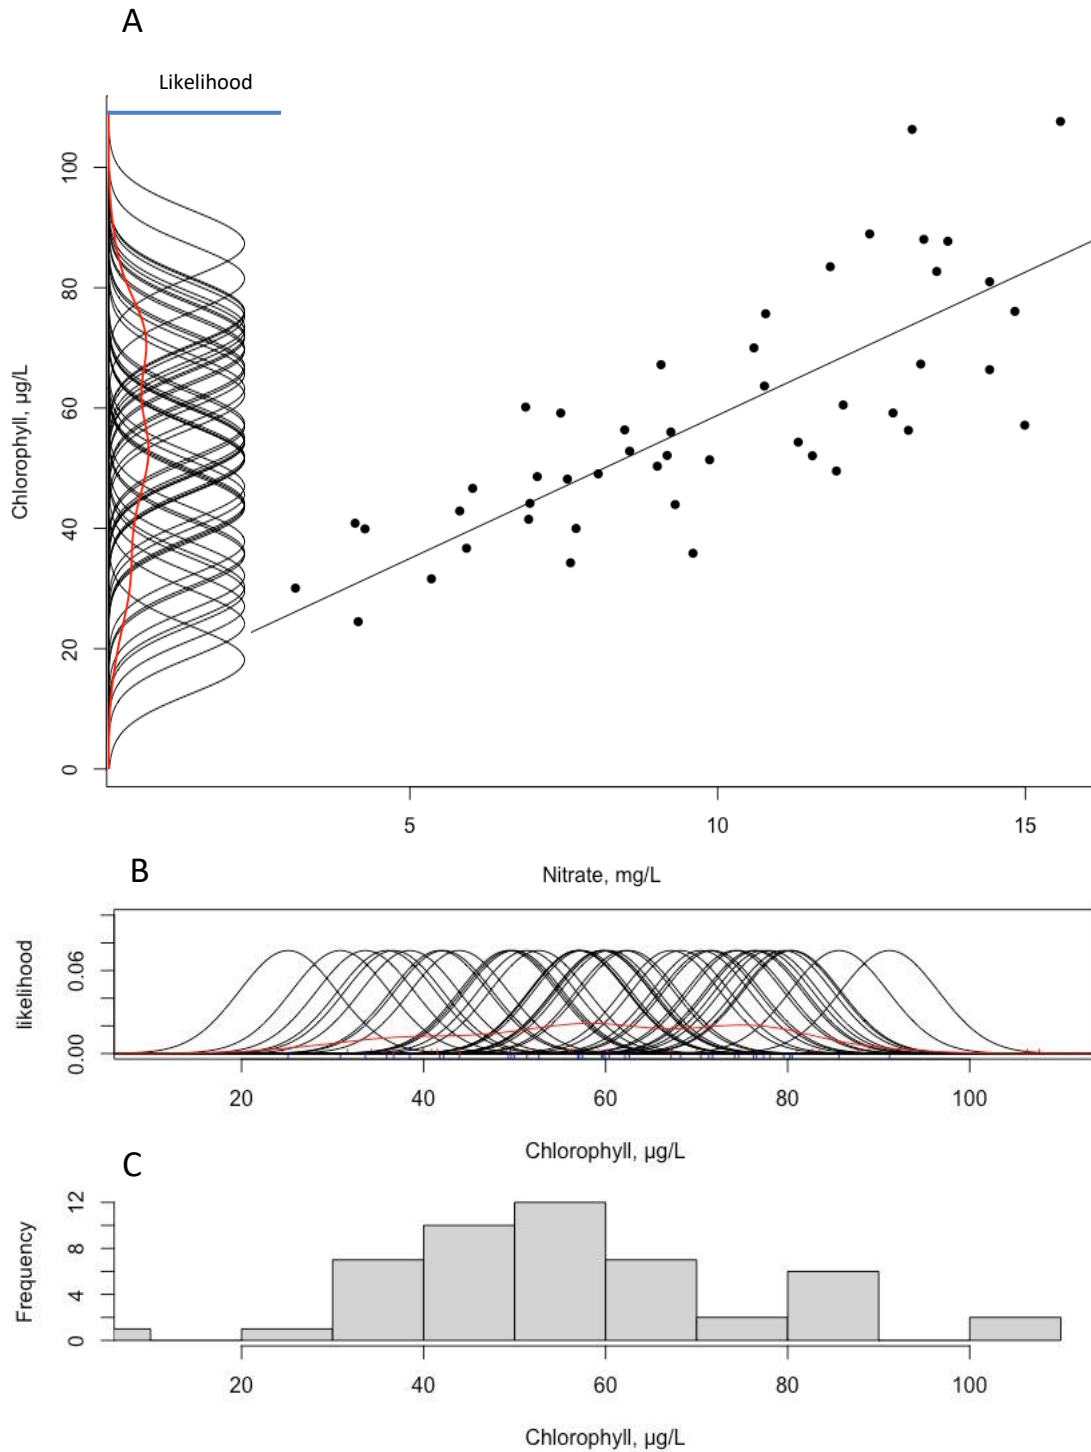 A
Likelihood
100
80
60
40
20
0
Chlorophyll, µg/L
5 10 15
Nitrate, mg/L
B
likelihood
0.06
0.00
20 40 60 80 100
Chlorophyll, µg/L
C
Frequency
12
8
4
0
20 40 60 80 100
Chlorophyll, µg/L